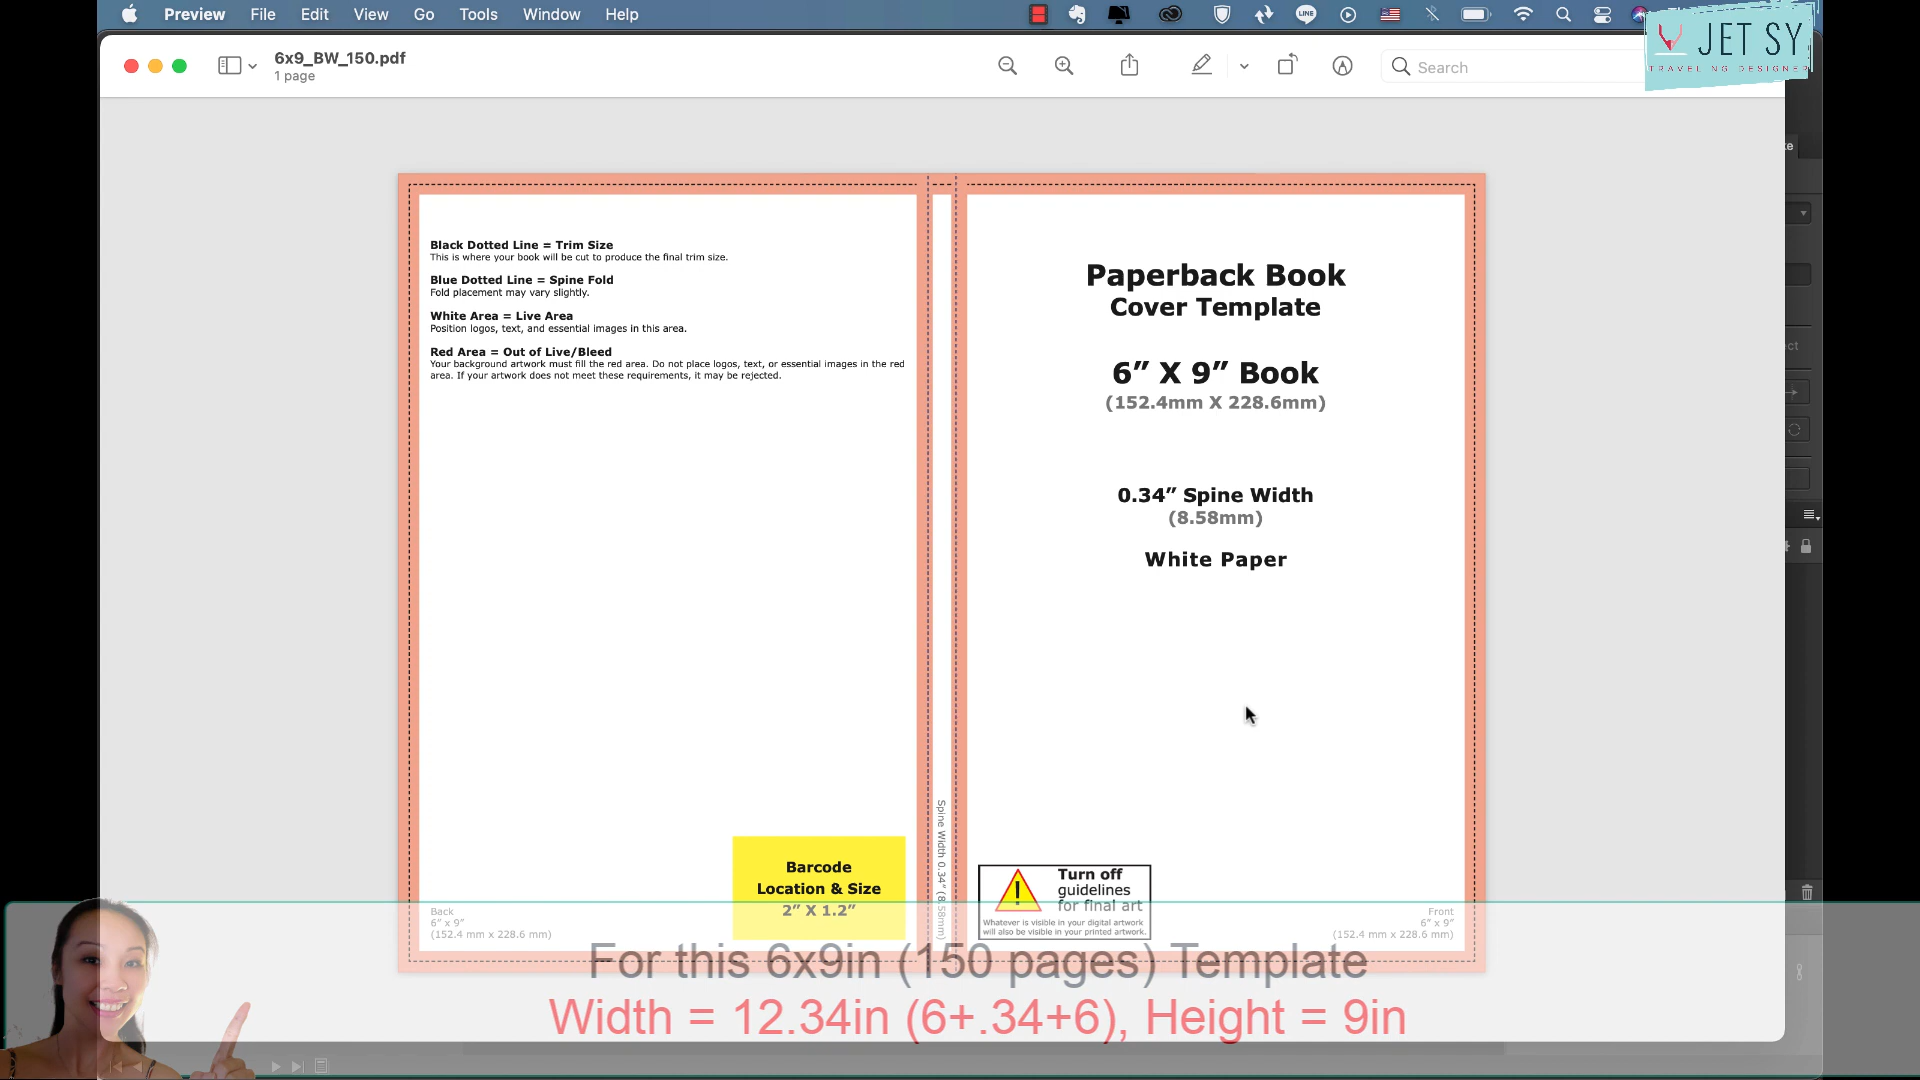 Preview File Edit View Go Tools Window Help
LINE
JETSY
TRAVELING DESIGNER
6x9_BW_150.pdf
1 page
Search
Black Dotted Line = Trim Size
This is where your book will be cut to produce the final trim size.
Blue Dotted Line = Spine Fold
Fold placement may vary slightly.
White Area = Live Area
Position logos, text, and essential images in this area.
Red Area = Out of Live/Bleed
Your background artwork must fill the red area. Do not place logos, text, or essential images in the red
area. If your artwork does not meet these requirements, it may be rejected.
Barcode
Location & Size
2” X 1.2”
Back
6” x 9”
(152.4 mm x 228.6 mm)
Spine Width 0.34” (8.58mm)
Paperback Book
Cover Template
6” X 9” Book
(152.4mm X 228.6mm)
0.34” Spine Width
(8.58mm)
White Paper
Turn off
guidelines
for final art
Whatever is visible in your digital artwork
will also be visible in your printed artwork.
Front
6” x 9”
(152.4 mm x 228.6 mm)
For this 6x9in (150 pages) Template
Width = 12.34in (6+.34+6), Height = 9in